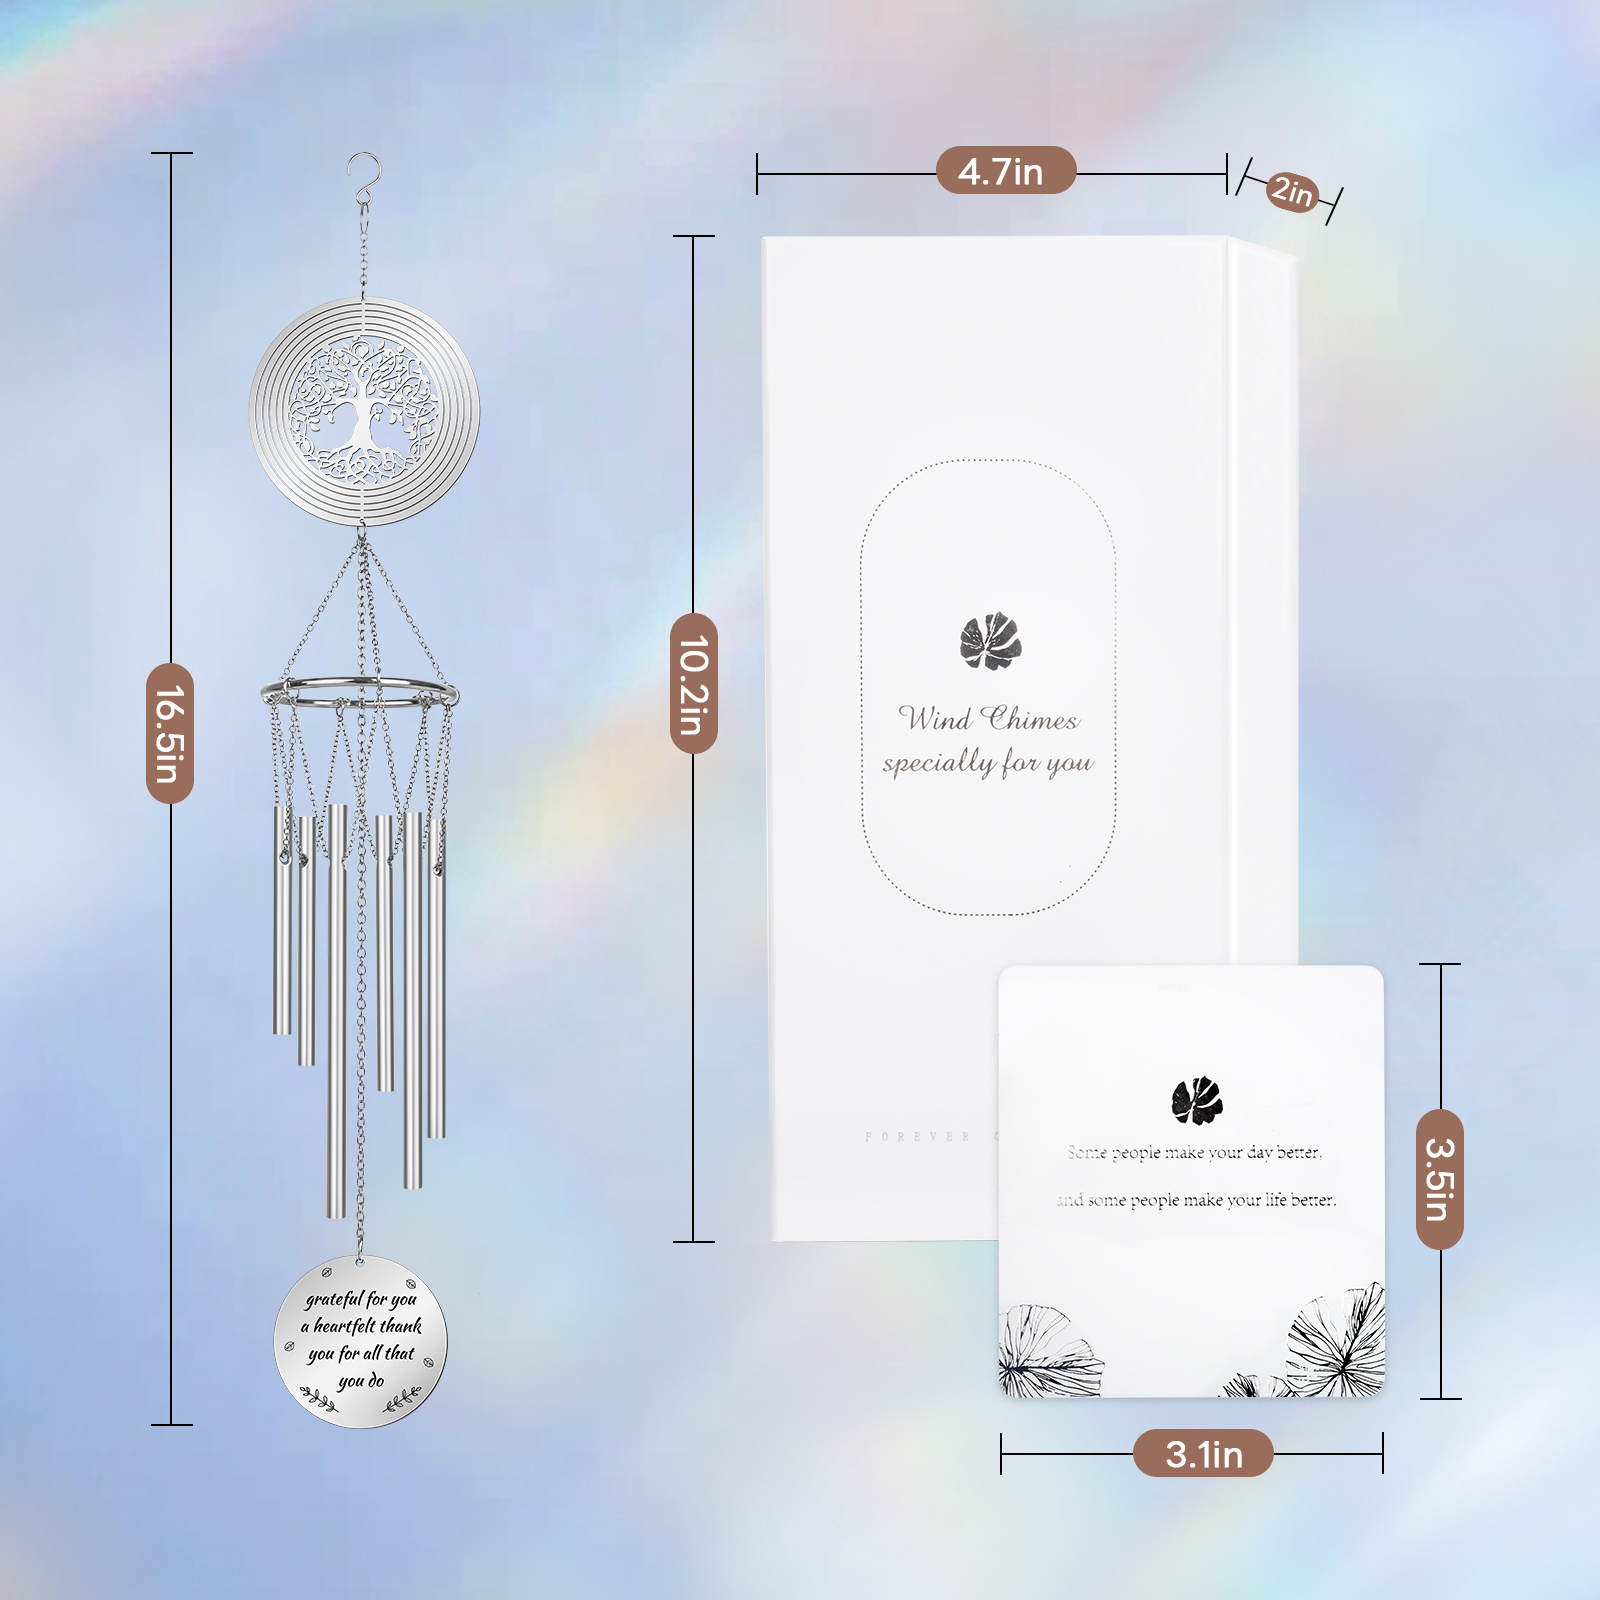 4.7in
2in
16.5in
10.2in
Wind Chimes
specially for you
FOREVER
Some people make your day better,
and some people make your life better.
3.5in
grateful for you
a heartfelt thank
you for all that
you do
3.1in